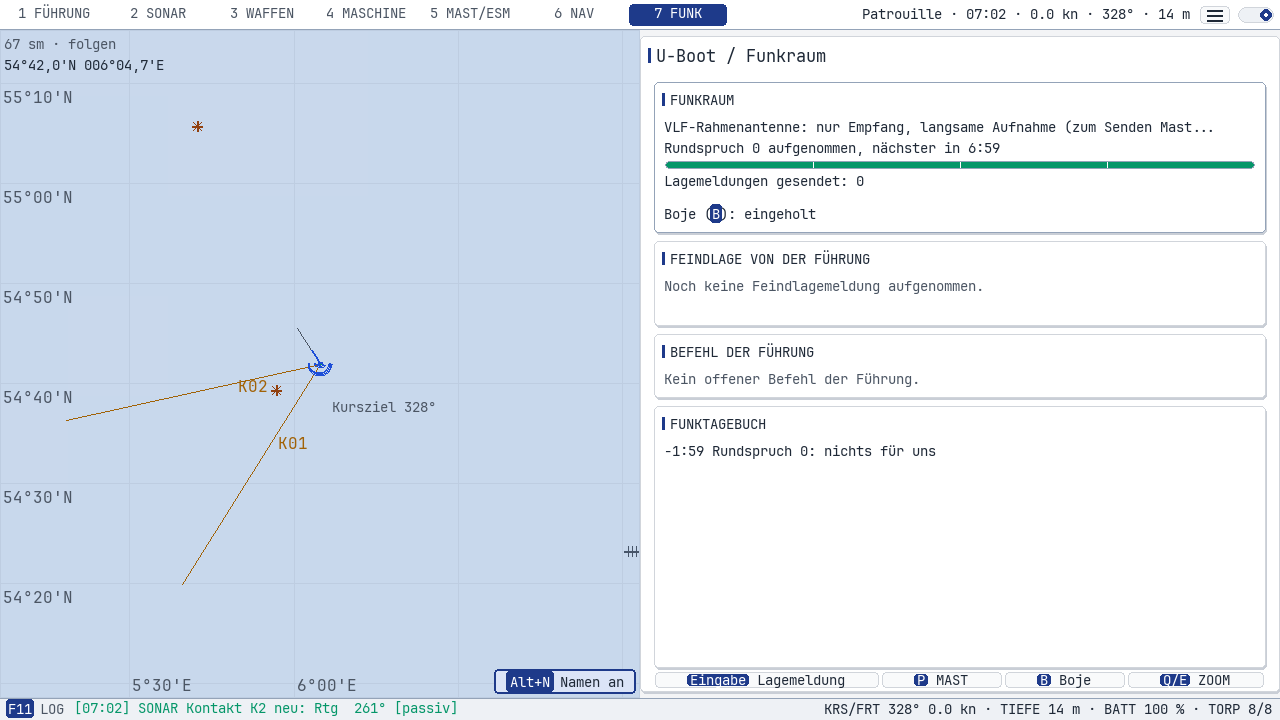 1 FÜHRUNG 2 SONAR 3 WAFFEN 4 MASCHINE 5 MAST/ESM 6 NAV 7 FUNK Patrouille · 07:02 · 0.0 kn · 328° · 14 m
67 sm · folgen
54°42,0'N 006°04,7'E
55°10'N
55°00'N
54°50'N
54°40'N
54°30'N
54°20'N
K02
Kursziel 328°
K01
5°30'E 6°00'E
Alt+N Namen an
U-Boot / Funkraum
FUNKRAUM
VLF-Rahmenantenne: nur Empfang, langsame Aufnahme (zum Senden Mast...
Rundspruch 0 aufgenommen, nächster in 6:59
Lagemeldungen gesendet: 0
Boje (B): eingeholt
FEINDLAGE VON DER FÜHRUNG
Noch keine Feindlagemeldung aufgenommen.
BEFEHL DER FÜHRUNG
Kein offener Befehl der Führung.
FUNKTAGEBUCH
-1:59 Rundspruch 0: nichts für uns
Eingabe Lagemeldung P MAST B Boje Q/E ZOOM
F11 LOG [07:02] SONAR Kontakt K2 neu: Rtg 261° [passiv] KRS/FRT 328° 0.0 kn · TIEFE 14 m · BATT 100 % · TORP 8/8